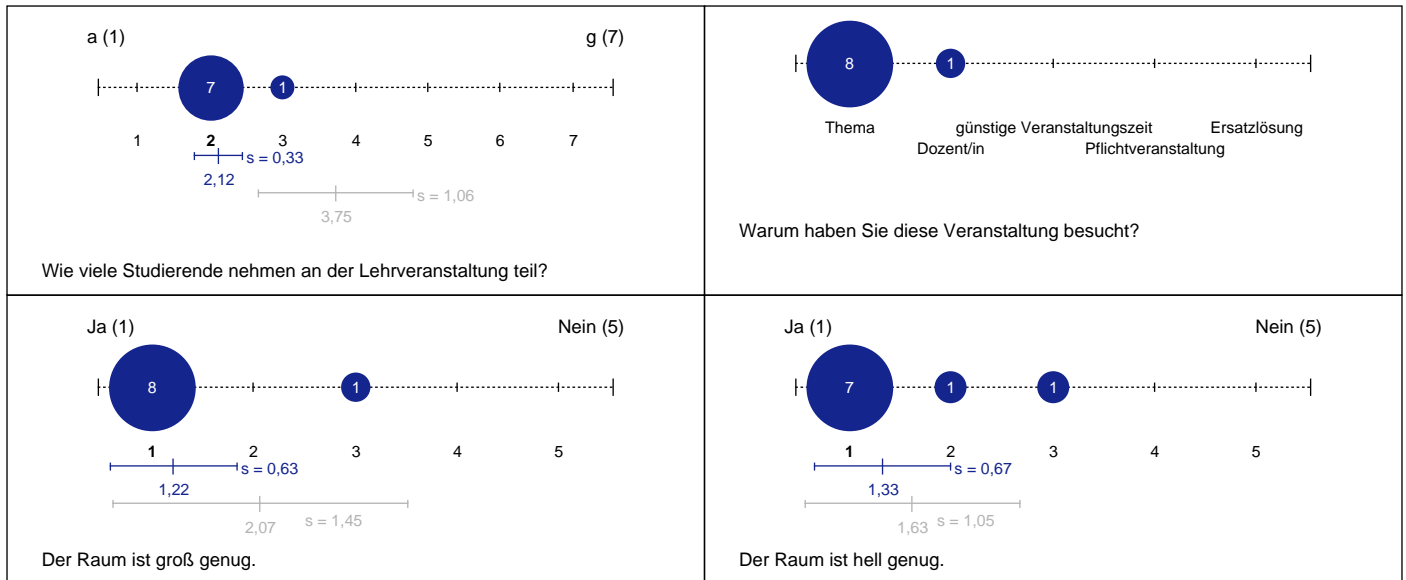 a (1) g (7)
7 1
1 2 3 4 5 6 7
s = 0,33
2,12
s = 1,06
3,75
Wie viele Studierende nehmen an der Lehrveranstaltung teil?
8 1
Thema günstige Veranstaltungszeit Ersatzlösung
Dozent/in Pflichtveranstaltung
Warum haben Sie diese Veranstaltung besucht?
Ja (1) Nein (5)
8 1
1 2 3 4 5
s = 0,63
1,22
s = 1,45
2,07
Der Raum ist groß genug.
Ja (1) Nein (5)
7 1 1
1 2 3 4 5
s = 0,67
1,33
s = 1,05
1,63
Der Raum ist hell genug.